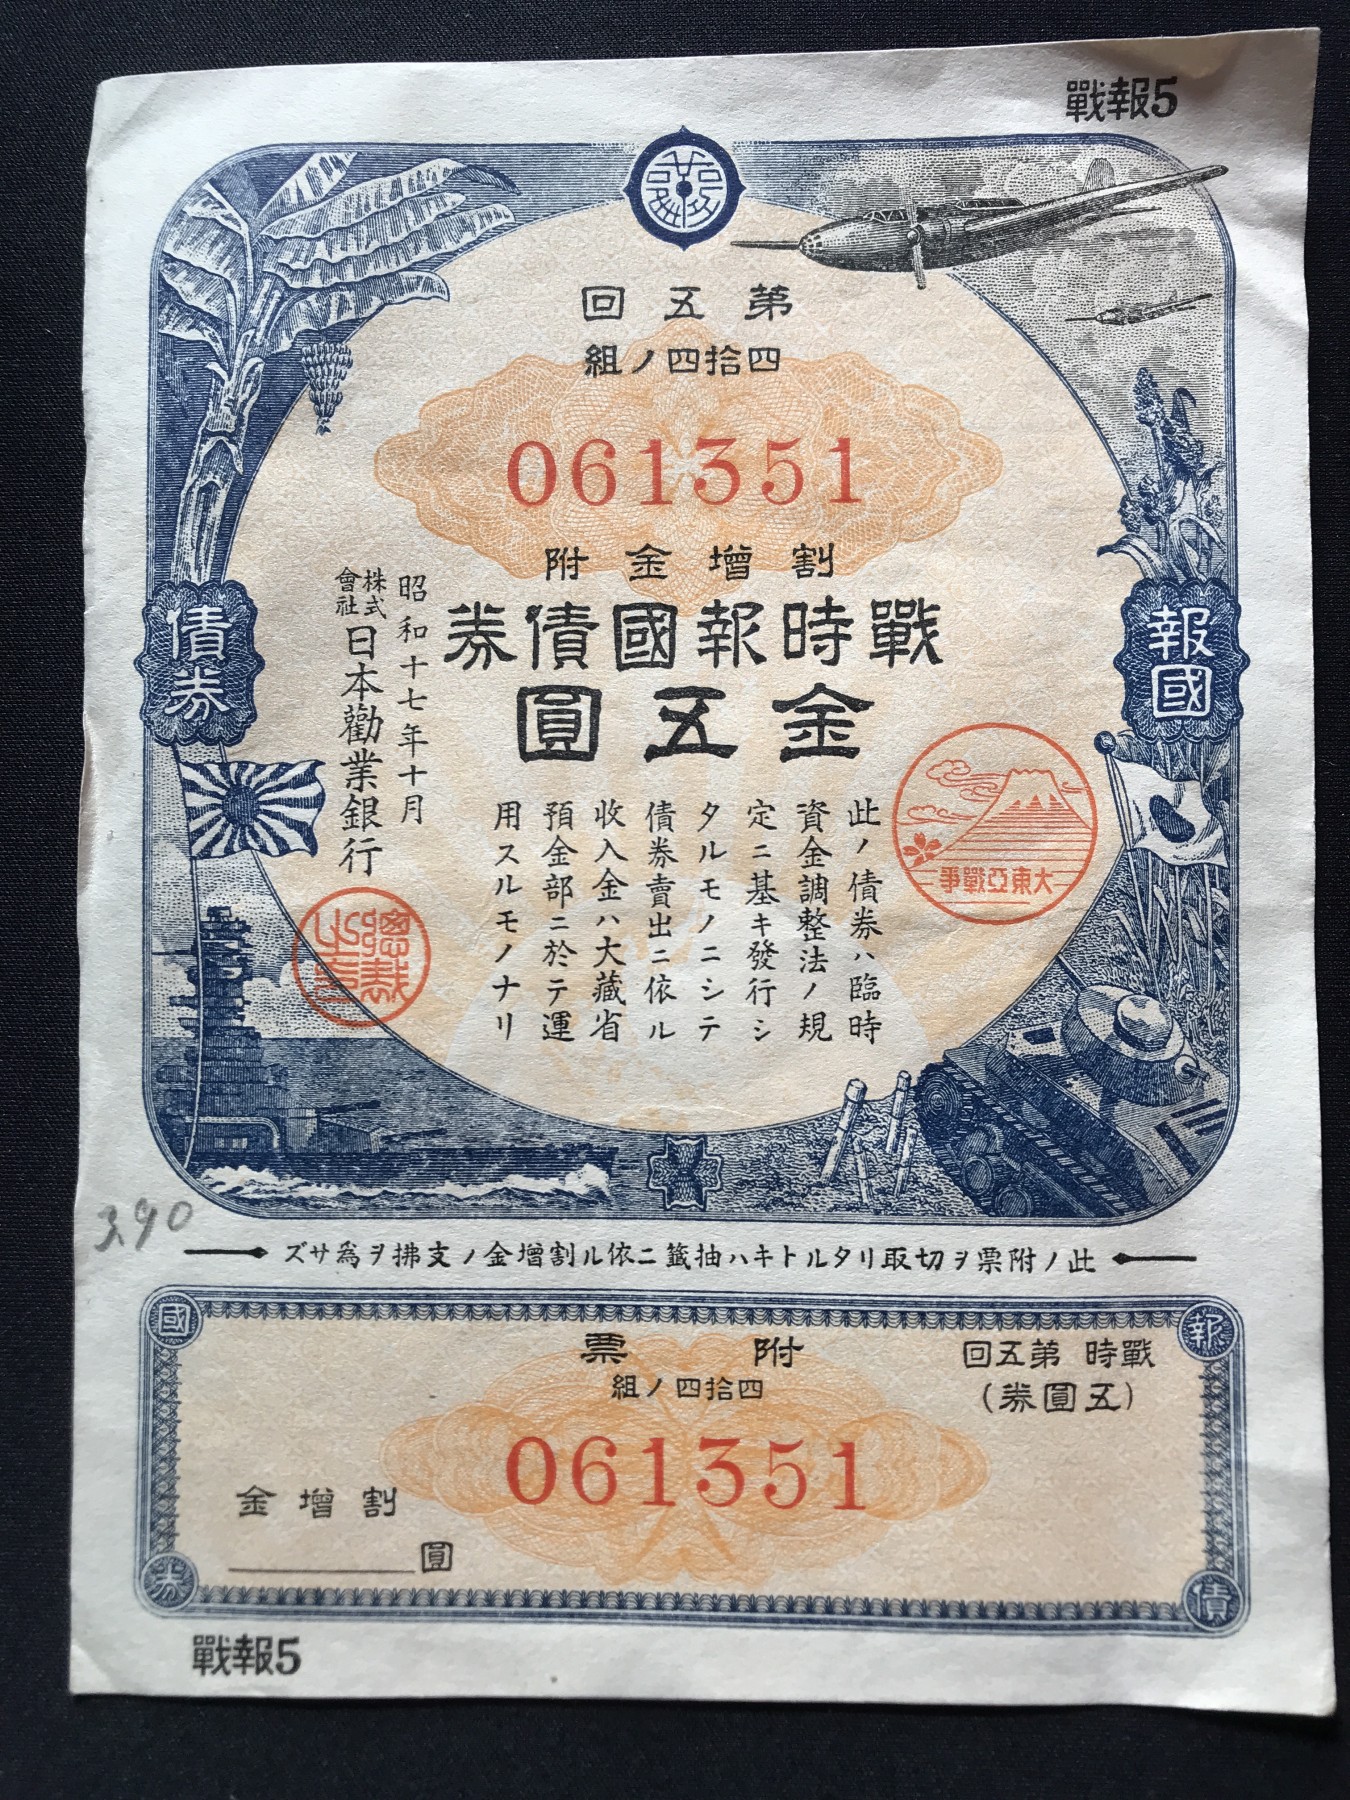 戰報5
第五回
四拾四ノ組
061351
割增金附
戰時報國債券
金五圓
報國
債券
大東亞戰爭
此ノ債券ハ臨時
資金調整法ノ規
定ニ基キ發行シ
タルモノニシテ
債券賣出ニ依ル
收入金ハ大藏省
預金部ニ於テ運
用スルモノナリ
昭和十七年十月
株式會社日本勸業銀行
3.90
此ノ附票ヲ切取リタルトキハ抽籤ニ依ル割增金ノ支拂ヲ爲サズ
報國債券
戰時 第五回
(五圓券)
附票
四拾四ノ組
061351
割增金
圓
戰報5